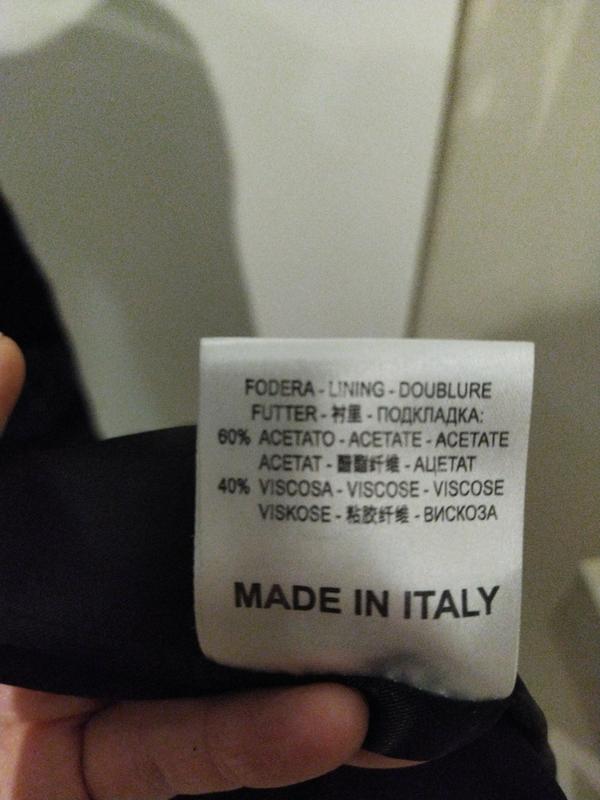 FODERA - LINING - DOUBLURE
FUTTER - 衬里 - ПОДКЛАДКА:
60% ACETATO - ACETATE - ACETATE
ACETAT - 醋酯纤维 - АЦЕТАТ
40% VISCOSA - VISCOSE - VISCOSE
VISKOSE - 粘胶纤维 - ВИСКОЗА
MADE IN ITALY